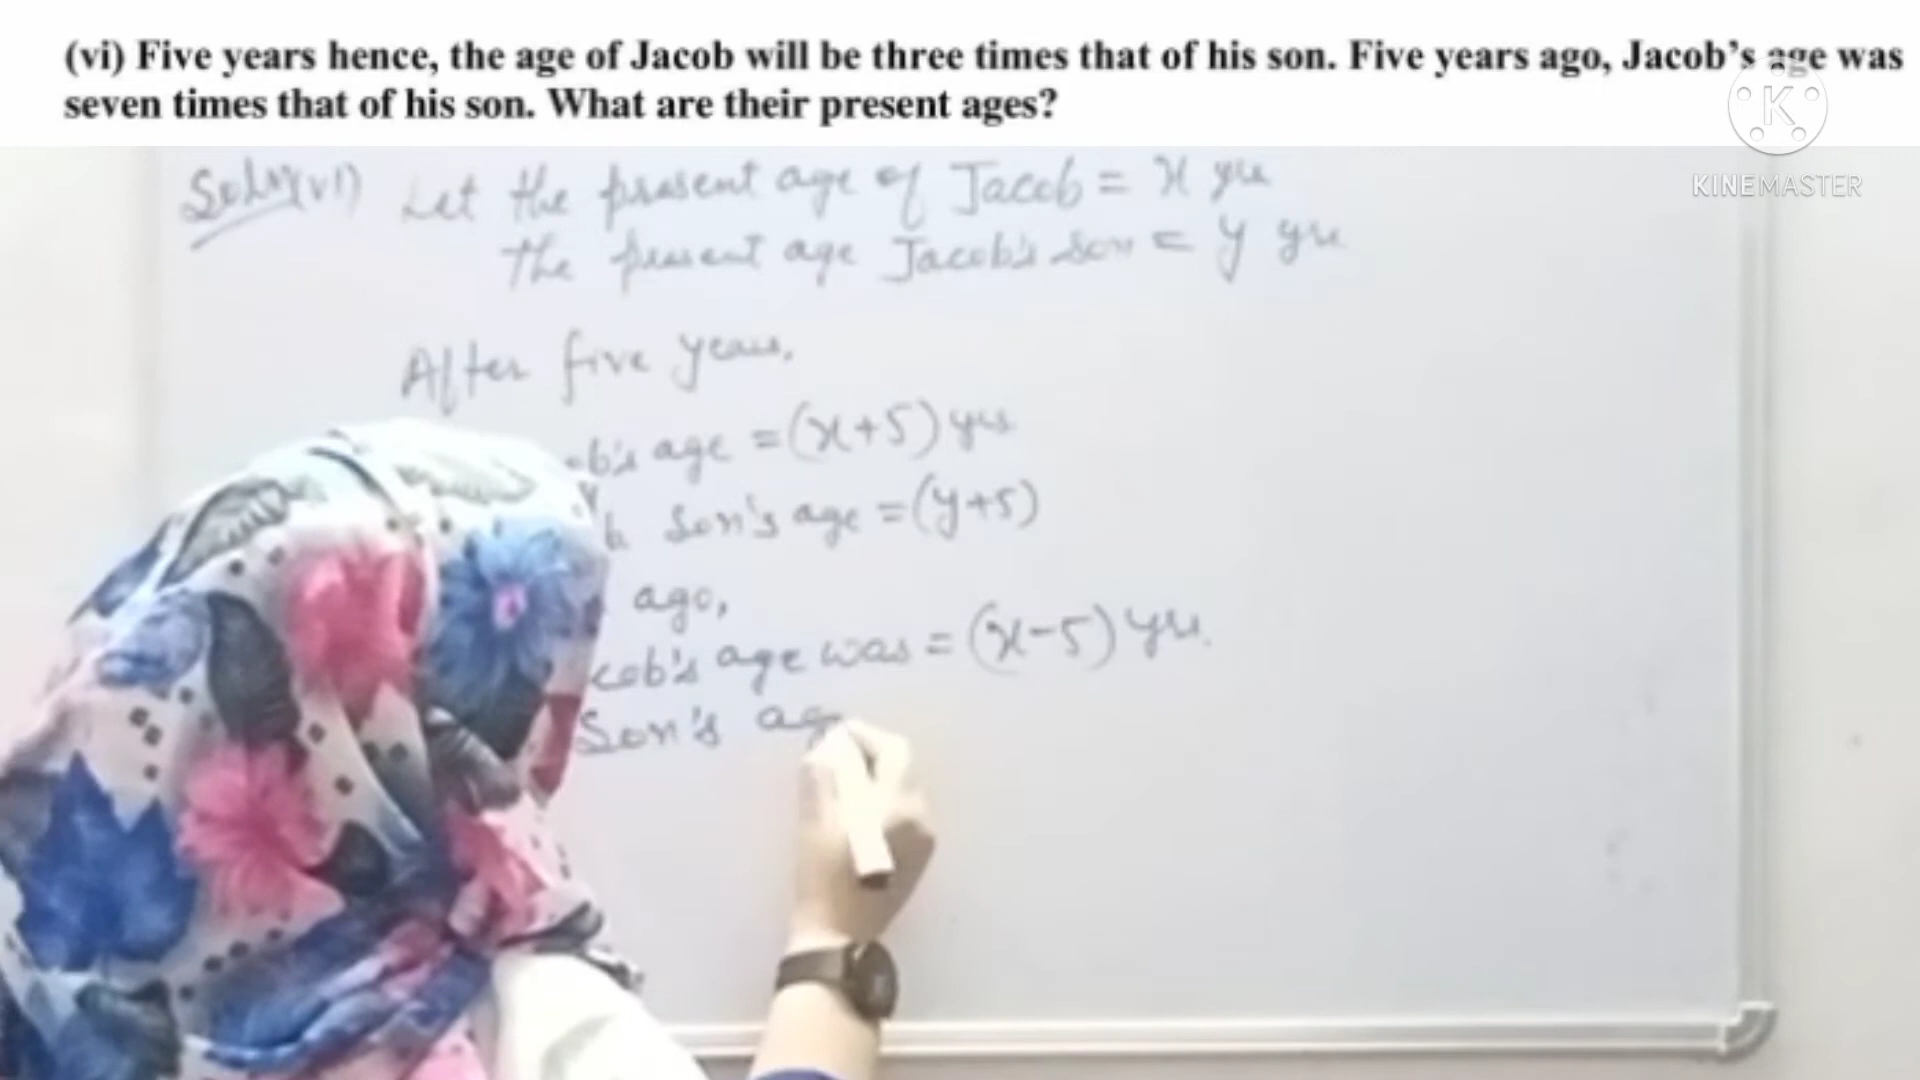 (vi) Five years hence, the age of Jacob will be three times that of his son. Five years ago, Jacob's age was
seven times that of his son. What are their present ages?
K
KINEMASTER
Soln(vi) Let the present age of Jacob = x yrs
the present age Jacob's son = y yrs
After five years,
b's age = (x+5) yrs
Son's age = (y+5)
ago,
cob's age was = (x-5) yrs.
Son's ag